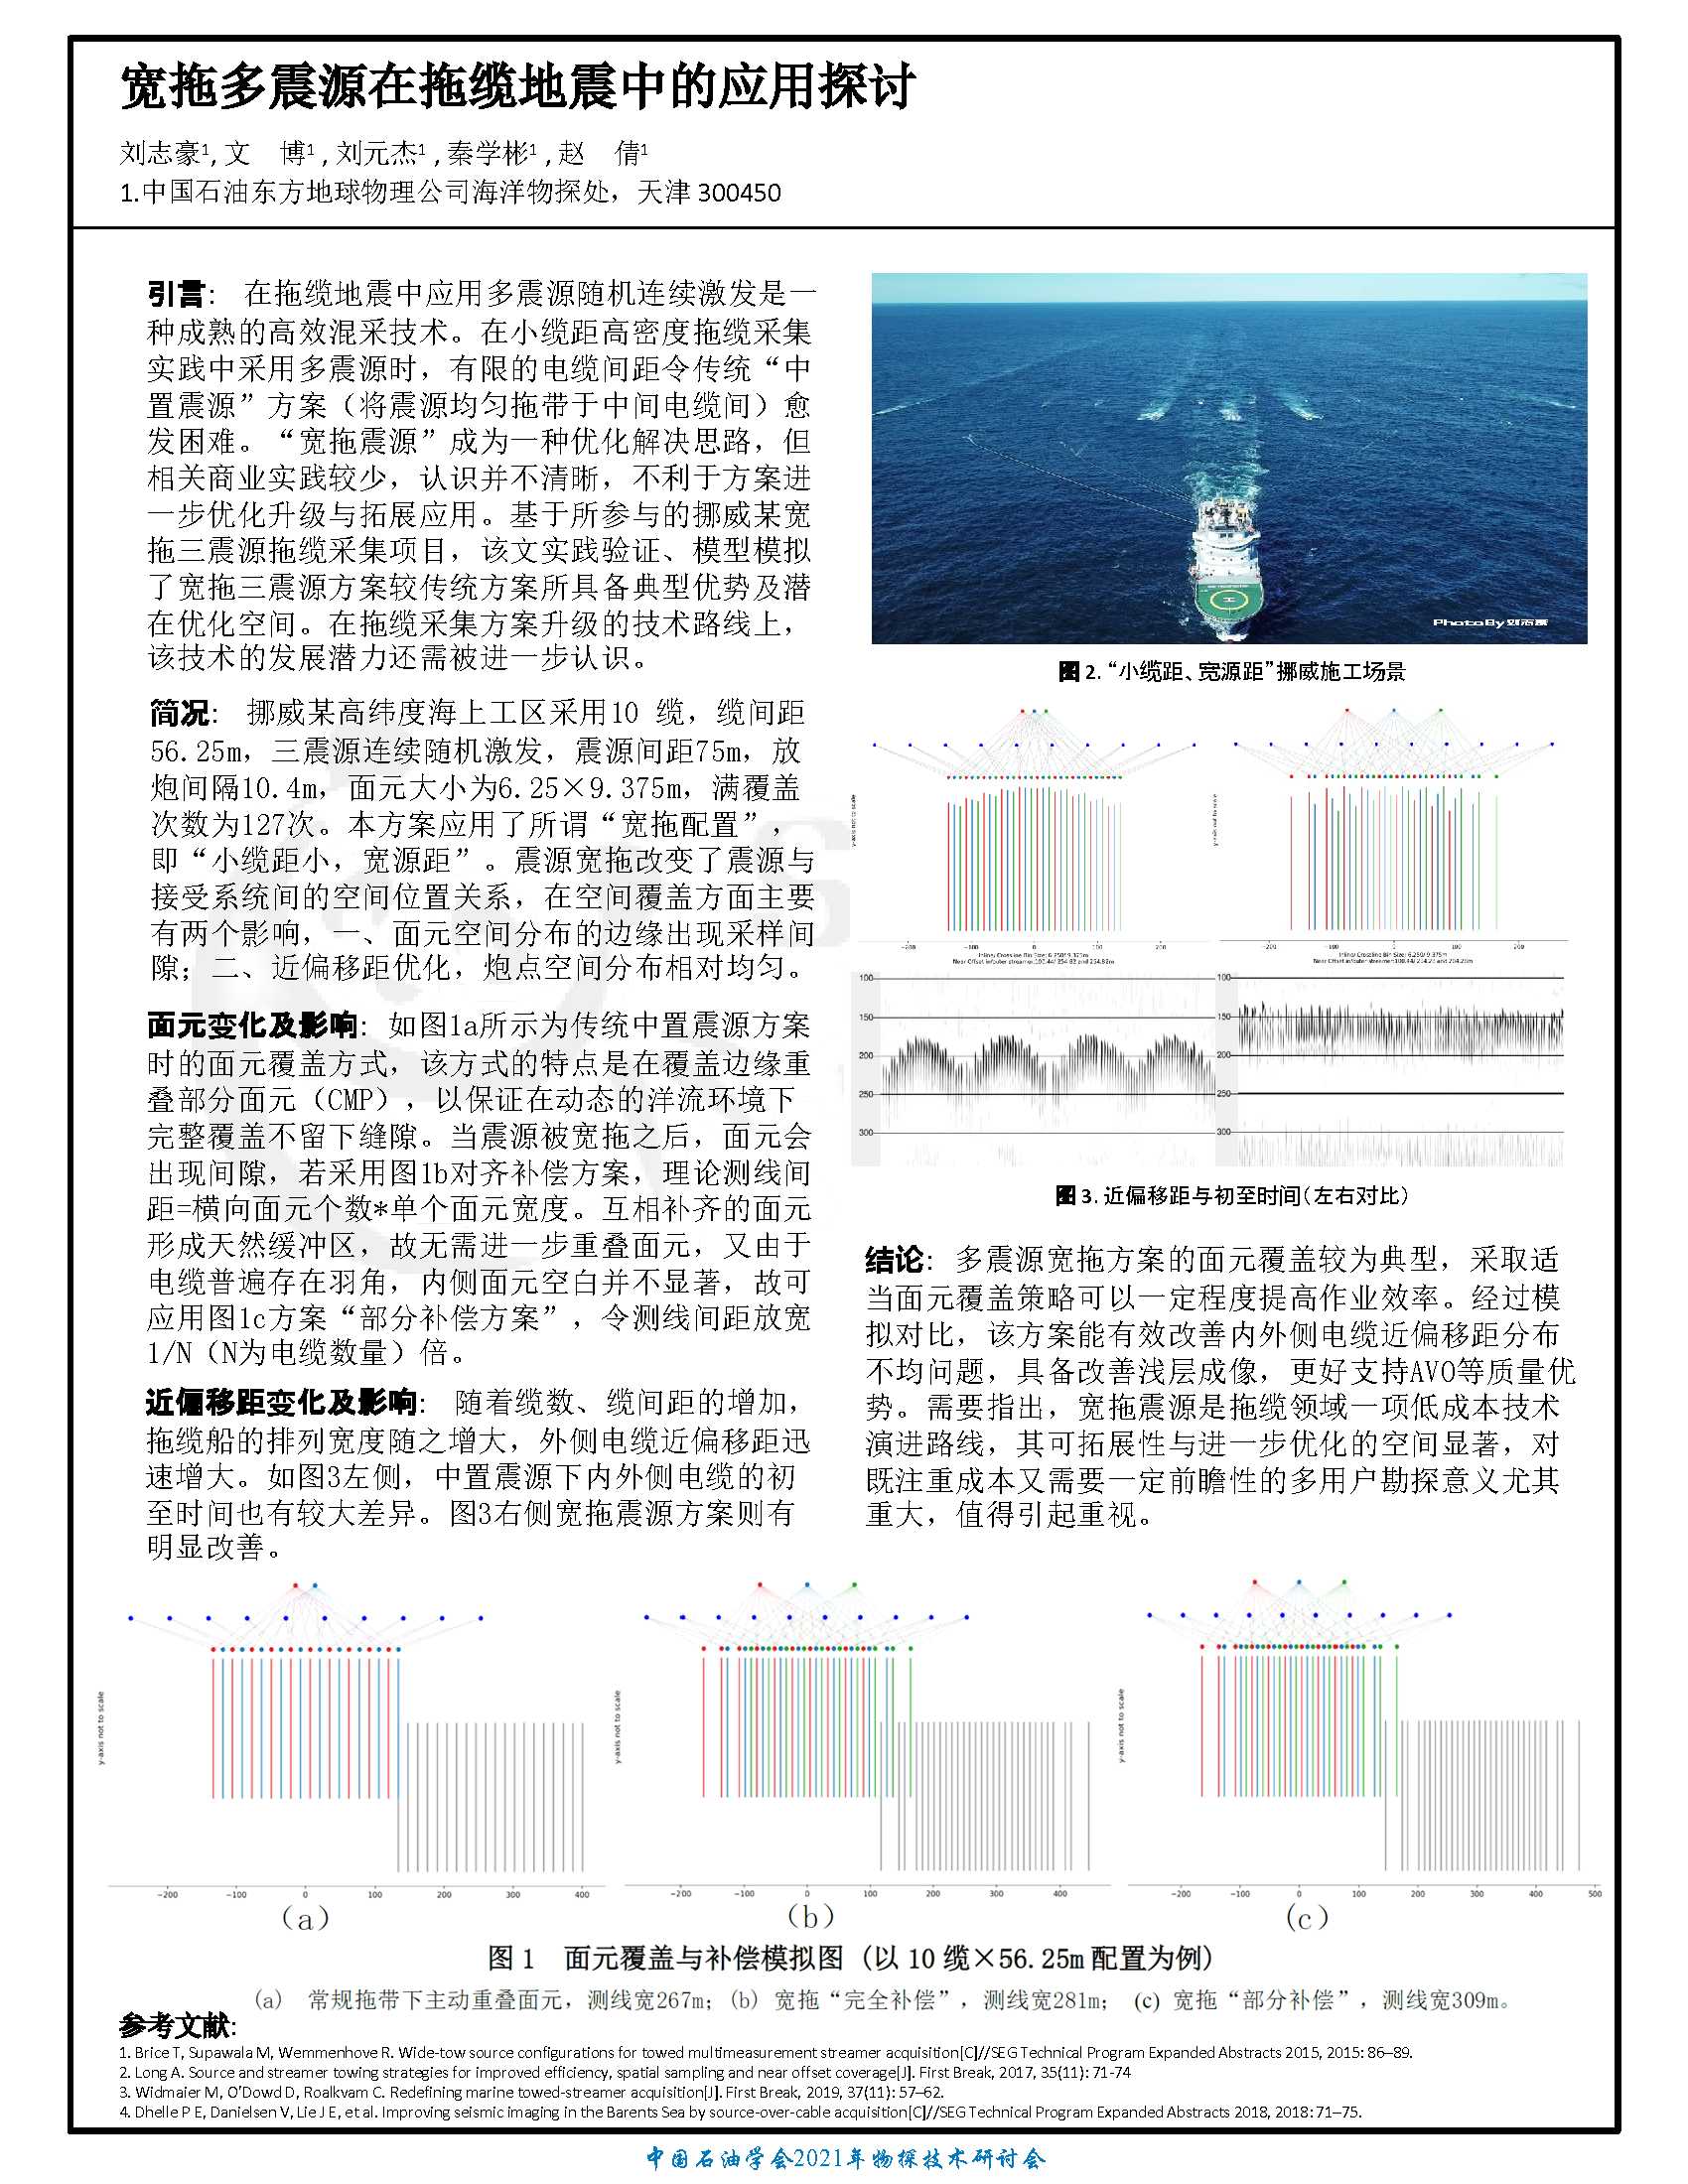 宽拖多震源在拖缆地震中的应用探讨
刘志豪¹, 文　博¹ , 刘元杰¹ , 秦学彬¹ , 赵　倩¹
1.中国石油东方地球物理公司海洋物探处，天津 300450
引言： 在拖缆地震中应用多震源随机连续激发是一
种成熟的高效混采技术。在小缆距高密度拖缆采集
实践中采用多震源时，有限的电缆间距令传统“中
置震源”方案（将震源均匀拖带于中间电缆间）愈
发困难。“宽拖震源”成为一种优化解决思路，但
相关商业实践较少，认识并不清晰，不利于方案进
一步优化升级与拓展应用。基于所参与的挪威某宽
拖三震源拖缆采集项目，该文实践验证、模型模拟
了宽拖三震源方案较传统方案所具备典型优势及潜
在优化空间。在拖缆采集方案升级的技术路线上，
该技术的发展潜力还需被进一步认识。
简况： 挪威某高纬度海上工区采用10 缆，缆间距
56.25m，三震源连续随机激发，震源间距75m，放
炮间隔10.4m，面元大小为6.25×9.375m，满覆盖
次数为127次。本方案应用了所谓“宽拖配置”，
即“小缆距小，宽源距”。震源宽拖改变了震源与
接受系统间的空间位置关系，在空间覆盖方面主要
有两个影响，一、面元空间分布的边缘出现采样间
隙；二、近偏移距优化，炮点空间分布相对均匀。
面元变化及影响： 如图1a所示为传统中置震源方案
时的面元覆盖方式，该方式的特点是在覆盖边缘重
叠部分面元（CMP），以保证在动态的洋流环境下
完整覆盖不留下缝隙。当震源被宽拖之后，面元会
出现间隙，若采用图1b对齐补偿方案，理论测线间
距=横向面元个数*单个面元宽度。互相补齐的面元
形成天然缓冲区，故无需进一步重叠面元，又由于
电缆普遍存在羽角，内侧面元空白并不显著，故可
应用图1c方案“部分补偿方案”，令测线间距放宽
1/N（N为电缆数量）倍。
近偏移距变化及影响： 随着缆数、缆间距的增加，
拖缆船的排列宽度随之增大，外侧电缆近偏移距迅
速增大。如图3左侧，中置震源下内外侧电缆的初
至时间也有较大差异。图3右侧宽拖震源方案则有
明显改善。
PhotoBy刘志豪
图2. “小缆距、宽源距”挪威施工场景
y-axis not to scale
-200 -100 0 100 200
-200 -100 0 100 200
100 150 200 250 300
100 150 200 250 300
图3. 近偏移距与初至时间（左右对比）
结论： 多震源宽拖方案的面元覆盖较为典型，采取适
当面元覆盖策略可以一定程度提高作业效率。经过模
拟对比，该方案能有效改善内外侧电缆近偏移距分布
不均问题，具备改善浅层成像，更好支持AVO等质量优
势。需要指出，宽拖震源是拖缆领域一项低成本技术
演进路线，其可拓展性与进一步优化的空间显著，对
既注重成本又需要一定前瞻性的多用户勘探意义尤其
重大，值得引起重视。
y-axis not to scale
-200 -100 0 100 200 300 400
(a)
y-axis not to scale
-200 -100 0 100 200 300 400
(b)
y-axis not to scale
-200 -100 0 100 200 300 400 500
(c)
图 1　面元覆盖与补偿模拟图 (以 10 缆×56.25m 配置为例)
(a) 常规拖带下主动重叠面元，测线宽267m；(b) 宽拖“完全补偿”，测线宽281m； (c) 宽拖“部分补偿”，测线宽309m。
参考文献:
1. Brice T, Supawala M, Wemmenhove R. Wide-tow source configurations for towed multimeasurement streamer acquisition[C]//SEG Technical Program Expanded Abstracts 2015, 2015: 86–89.
2. Long A. Source and streamer towing strategies for improved efficiency, spatial sampling and near offset coverage[J]. First Break, 2017, 35(11): 71-74
3. Widmaier M, O’Dowd D, Roalkvam C. Redefining marine towed-streamer acquisition[J]. First Break, 2019, 37(11): 57–62.
4. Dhelle P E, Danielsen V, Lie J E, et al. Improving seismic imaging in the Barents Sea by source-over-cable acquisition[C]//SEG Technical Program Expanded Abstracts 2018, 2018: 71–75.
中国石油学会2021年物探技术研讨会